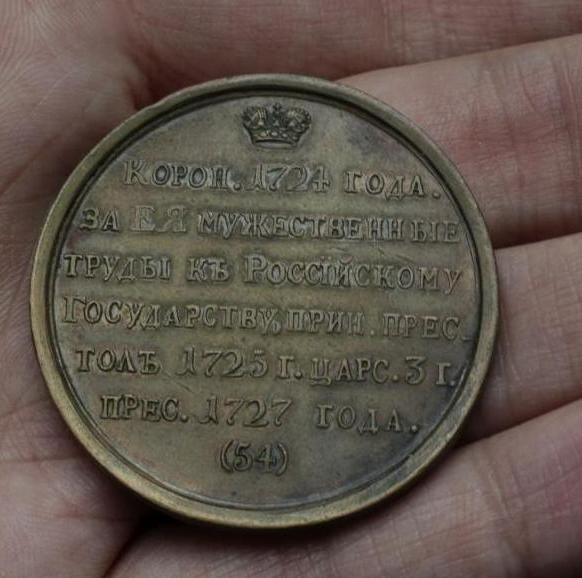 КОРОП. 1724 ГОДА.
ЗА ЕЯ МУЖЕСТВЕННЫЕ
ТРУДЫ КЪ РОССІЙСКОМУ
ГОСУДАРСТВУ, ПРИН. ПРЕС.
ТОЛЪ 1725 Г. ЦАРС. 3 Г.
ПРЕС. 1727 ГОДА.
(54)